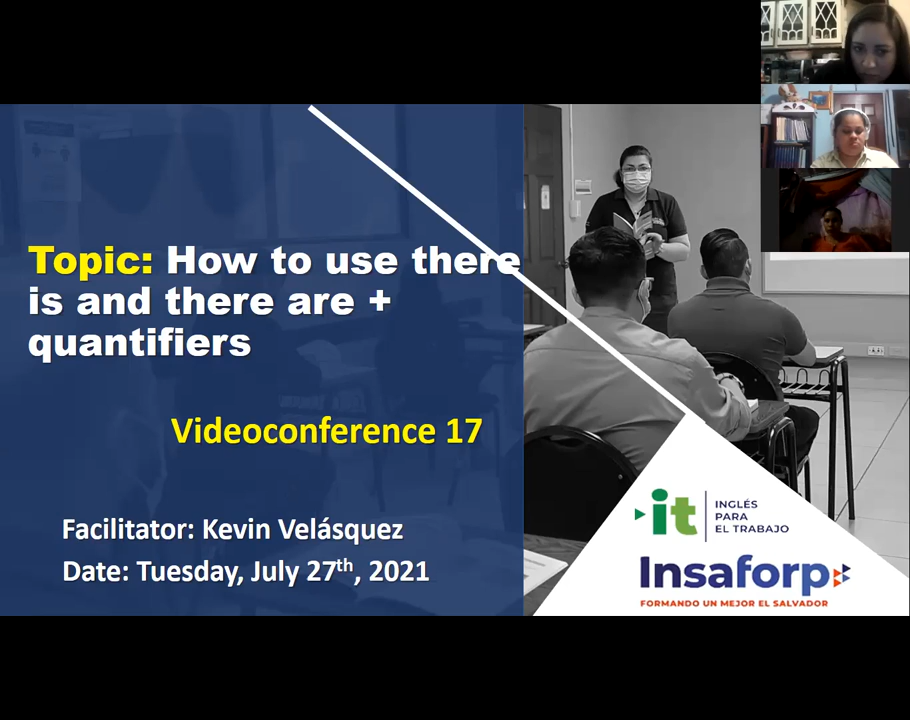 Topic: How to use there
is and there are +
quantifiers
Videoconference 17
Facilitator: Kevin Velásquez
Date: Tuesday, July 27th, 2021
it
INGLÉS
PARA
EL TRABAJO
Insaforp
FORMANDO UN MEJOR EL SALVADOR